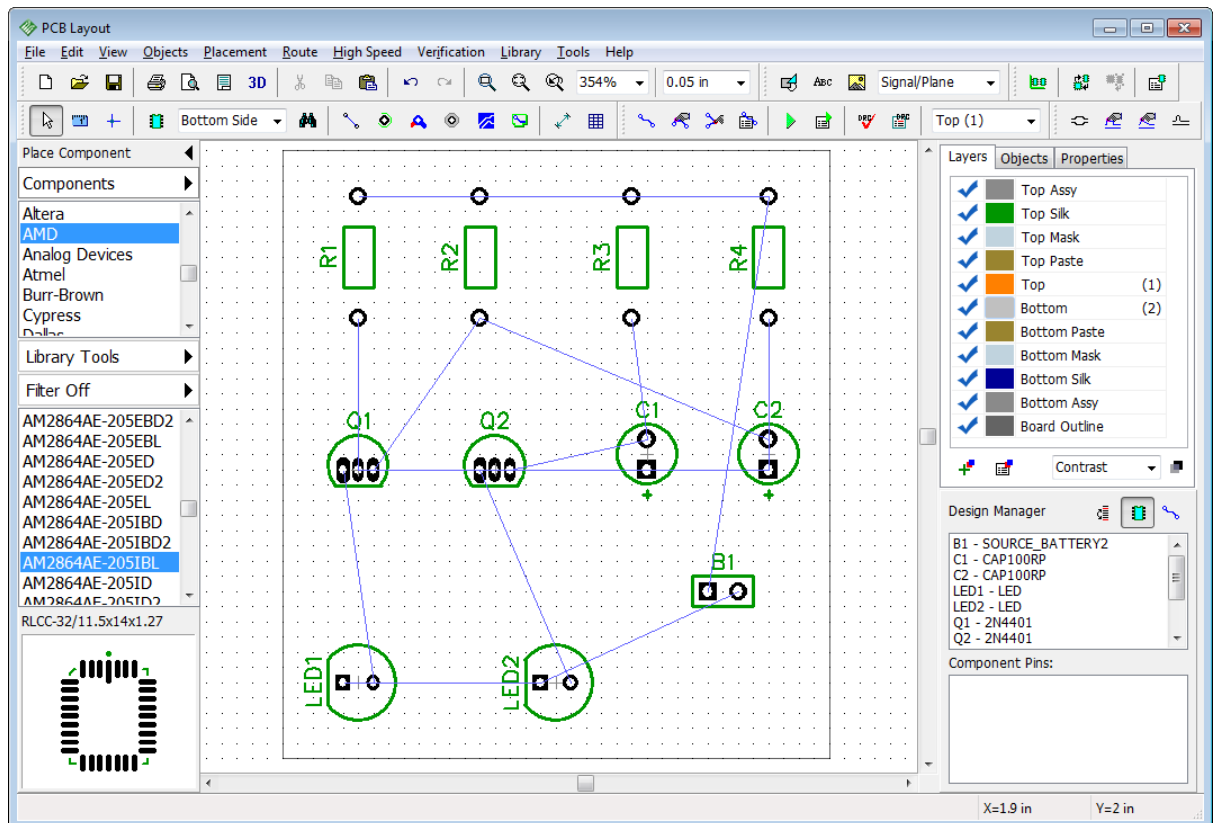 PCB Layout
File Edit View Objects Placement Route High Speed Verification Library Tools Help
3D 354% 0.05 in ABC Signal/Plane
Bottom Side DRC DRC Top (1)
Place Component
Components
Altera
AMD
Analog Devices
Atmel
Burr-Brown
Cypress
Dallas
Library Tools
Filter Off
AM2864AE-205EBD2
AM2864AE-205EBL
AM2864AE-205ED
AM2864AE-205ED2
AM2864AE-205EL
AM2864AE-205IBD
AM2864AE-205IBD2
AM2864AE-205IBL
AM2864AE-205ID
AM2864AE-205ID2
RLCC-32/11.5x14x1.27
R1 R2 R3 R4
Q1 Q2 C1 C2
+ +
B1
LED1 LED2
Layers Objects Properties
Top Assy
Top Silk
Top Mask
Top Paste
Top (1)
Bottom (2)
Bottom Paste
Bottom Mask
Bottom Silk
Bottom Assy
Board Outline
Contrast
Design Manager
B1 - SOURCE_BATTERY2
C1 - CAP100RP
C2 - CAP100RP
LED1 - LED
LED2 - LED
Q1 - 2N4401
Q2 - 2N4401
Component Pins:
X=1.9 in Y=2 in